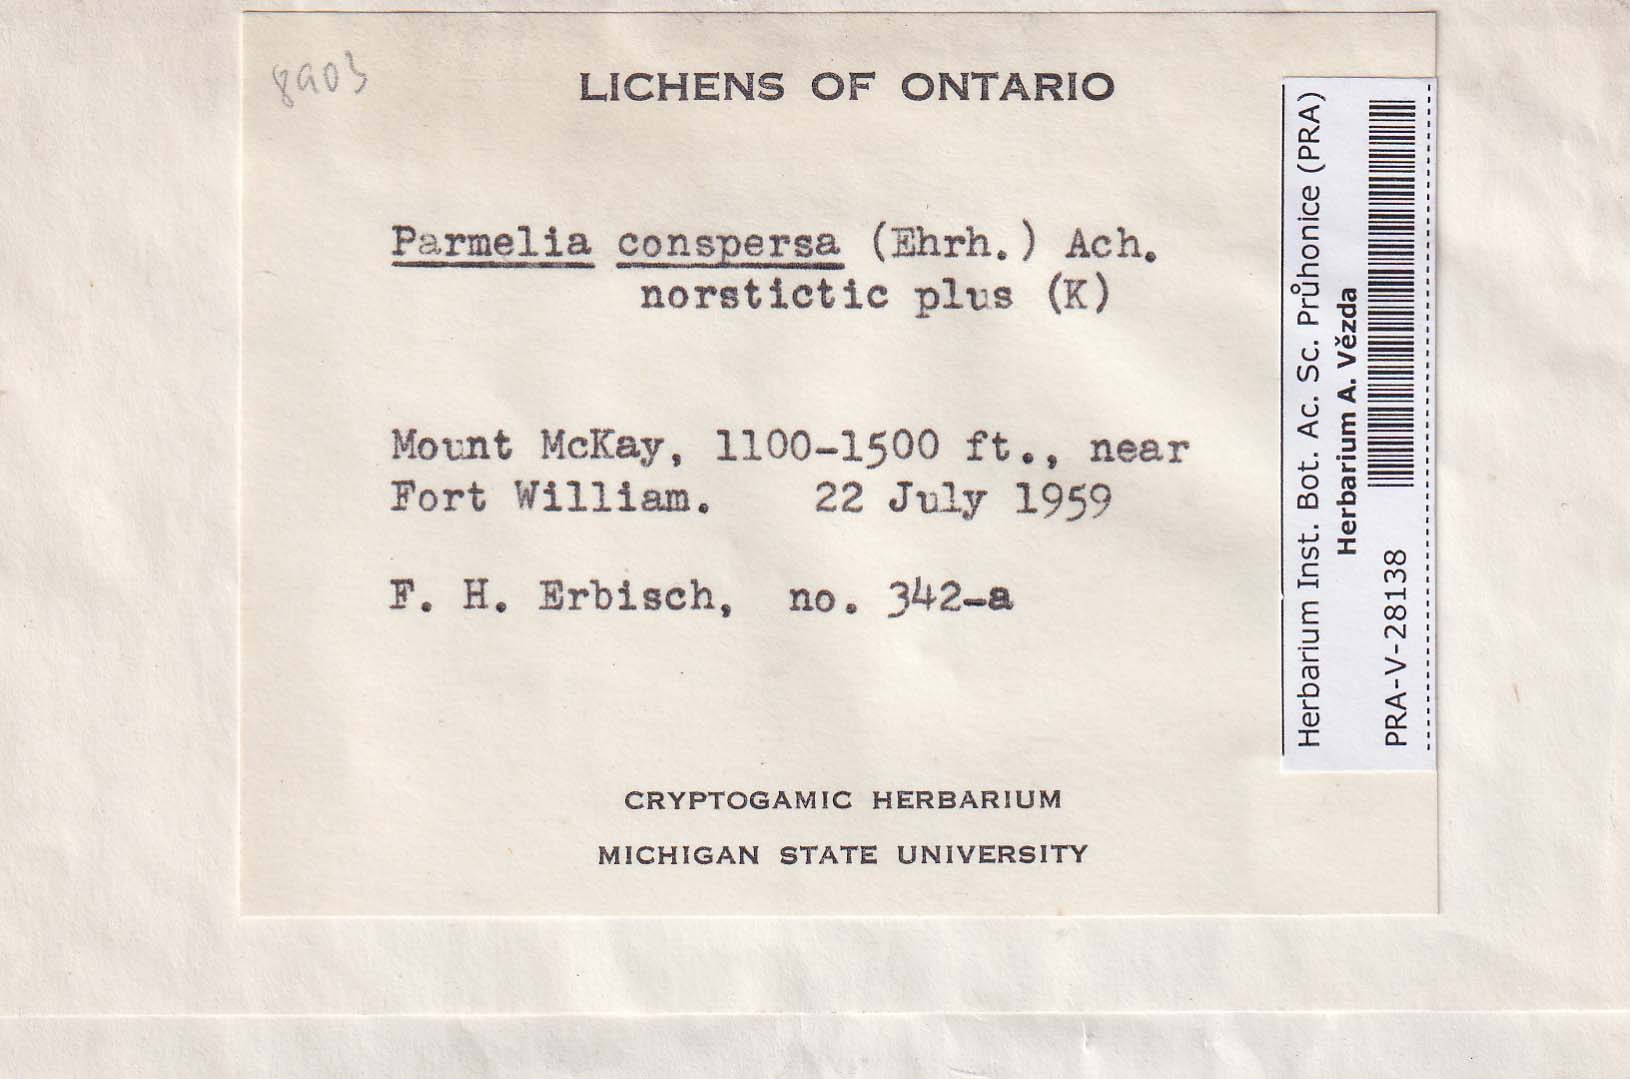 8903
LICHENS OF ONTARIO
Parmelia conspersa (Ehrh.) Ach.
norstictic plus (K)
Mount McKay, 1100-1500 ft., near
Fort William. 22 July 1959
F. H. Erbisch, no. 342-a
CRYPTOGAMIC HERBARIUM
MICHIGAN STATE UNIVERSITY
Herbarium Inst. Bot. Ac. Sc. Průhonice (PRA)
Herbarium A. Vězda
PRA-V-28138